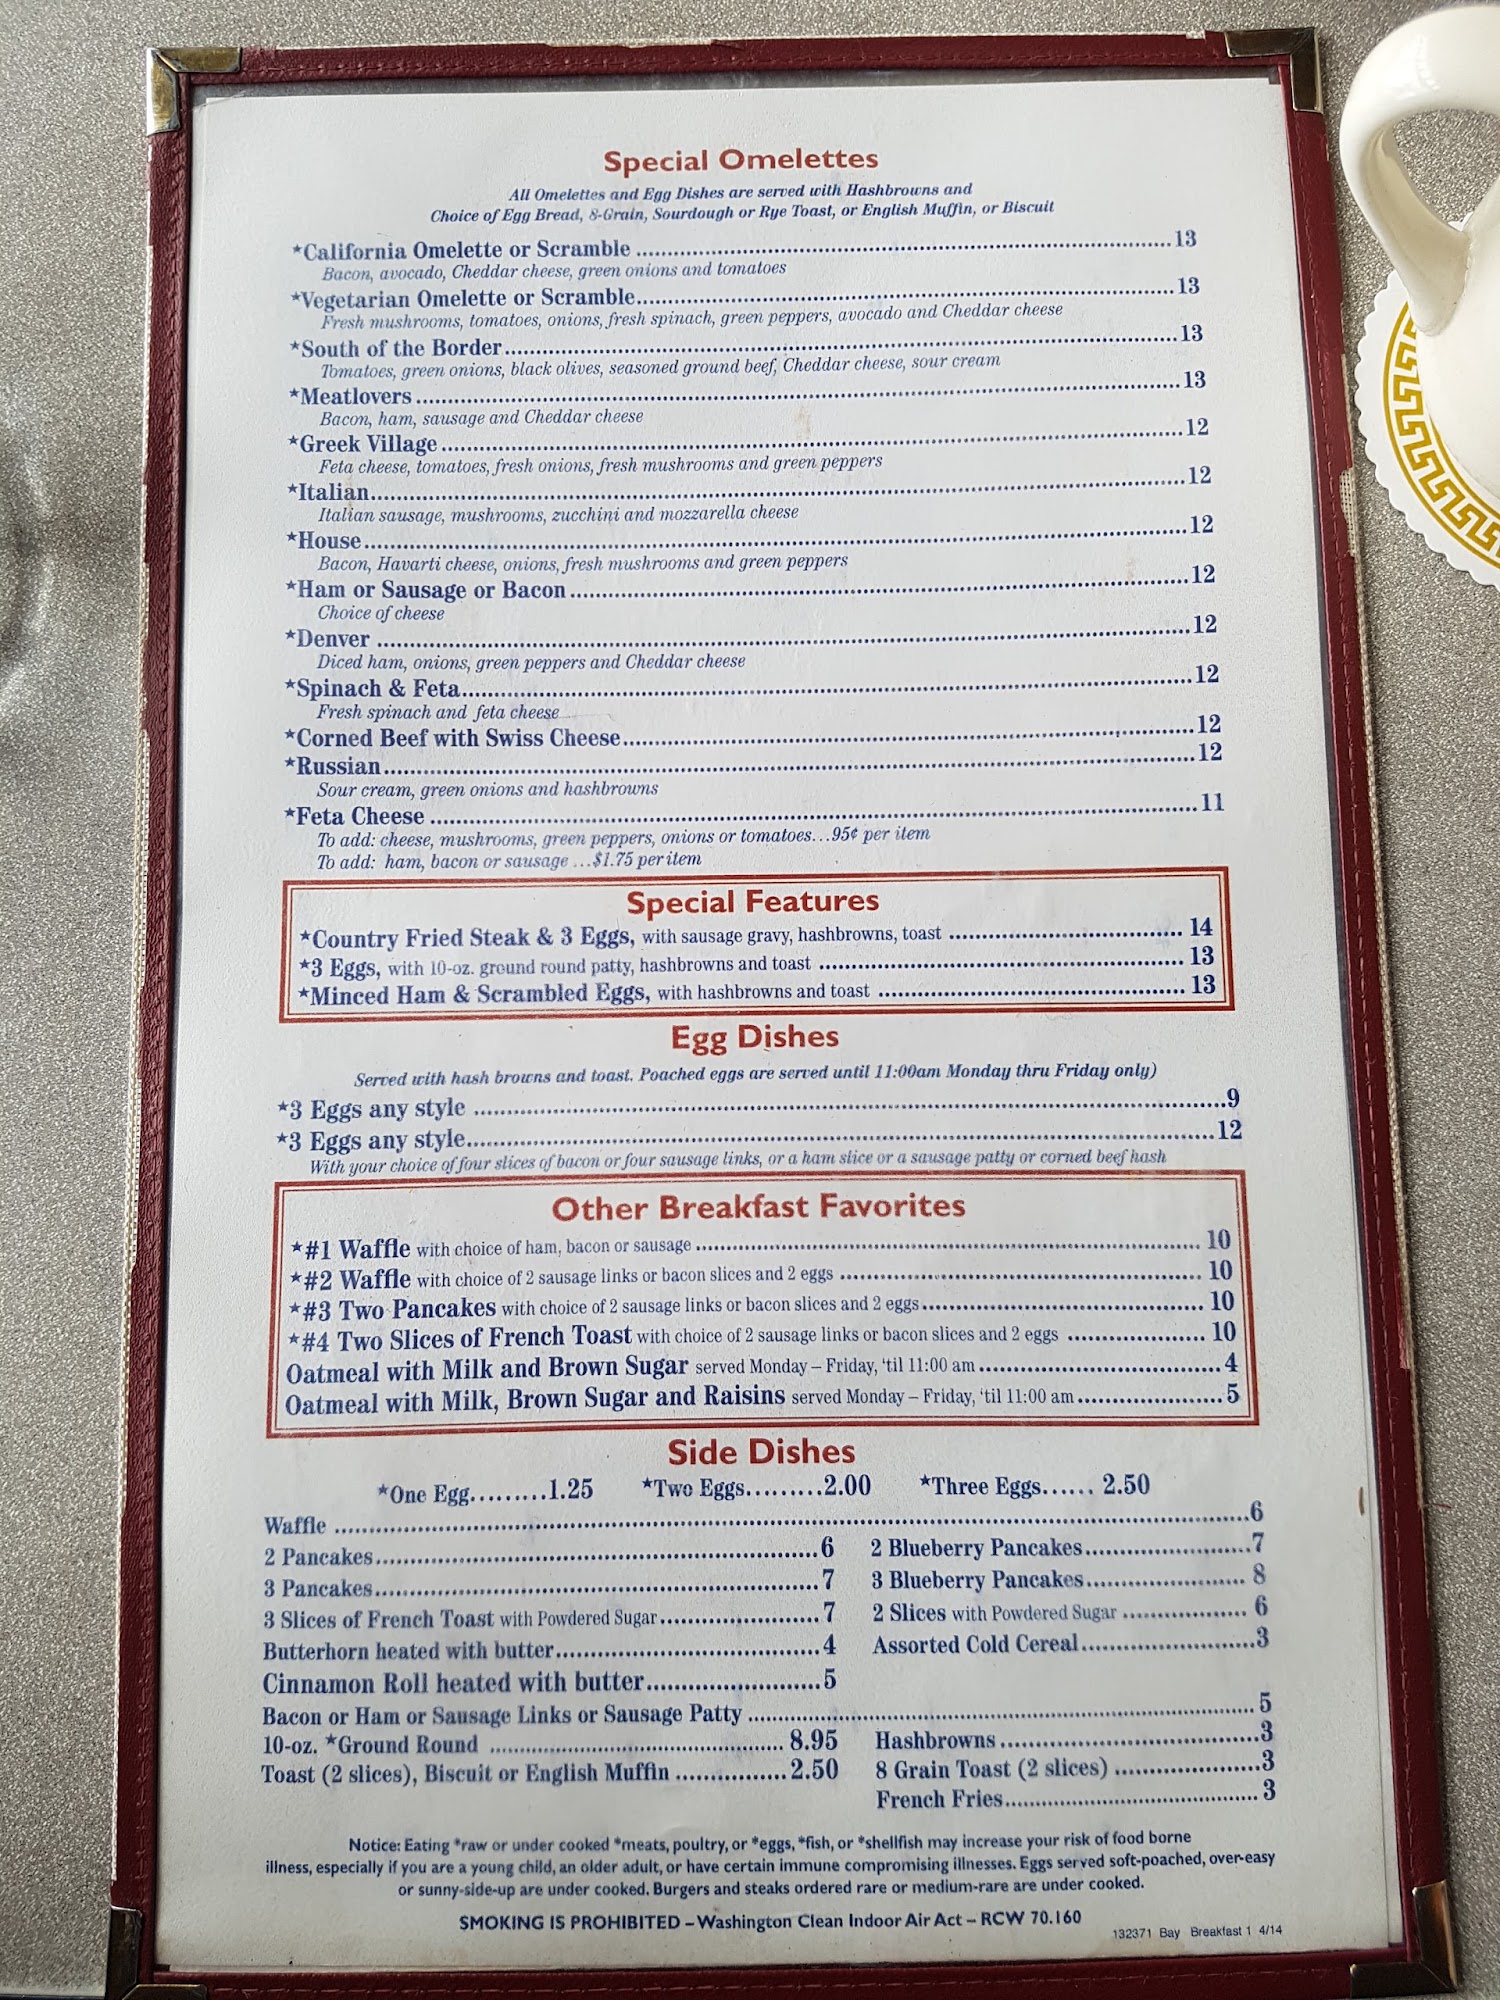 Special Omelettes
All Omelettes and Egg Dishes are served with Hashbrowns and
Choice of Egg Bread, 8-Grain, Sourdough or Rye Toast, or English Muffin, or Biscuit
*California Omelette or Scramble ... 13
Bacon, avocado, Cheddar cheese, green onions and tomatoes
*Vegetarian Omelette or Scramble... 13
Fresh mushrooms, tomatoes, onions, fresh spinach, green peppers, avocado and Cheddar cheese
*South of the Border... 13
Tomatoes, green onions, black olives, seasoned ground beef, Cheddar cheese, sour cream
*Meatlovers... 13
Bacon, ham, sausage and Cheddar cheese
*Greek Village... 12
Feta cheese, tomatoes, fresh onions, fresh mushrooms and green peppers
*Italian... 12
Italian sausage, mushrooms, zucchini and mozzarella cheese
*House... 12
Bacon, Havarti cheese, onions, fresh mushrooms and green peppers
*Ham or Sausage or Bacon... 12
Choice of cheese
*Denver ... 12
Diced ham, onions, green peppers and Cheddar cheese
*Spinach & Feta... 12
Fresh spinach and feta cheese
*Corned Beef with Swiss Cheese... 12
*Russian... 12
Sour cream, green onions and hashbrowns
*Feta Cheese ... 11
To add: cheese, mushrooms, green peppers, onions or tomatoes...95¢ per item
To add: ham, bacon or sausage ...$1.75 per item
Special Features
*Country Fried Steak & 3 Eggs, with sausage gravy, hashbrowns, toast ... 14
*3 Eggs, with 10-oz. ground round patty, hashbrowns and toast ... 13
*Minced Ham & Scrambled Eggs, with hashbrowns and toast ... 13
Egg Dishes
Served with hash browns and toast. Poached eggs are served until 11:00am Monday thru Friday only)
*3 Eggs any style ... 9
*3 Eggs any style... 12
With your choice of four slices of bacon or four sausage links, or a ham slice or a sausage patty or corned beef hash
Other Breakfast Favorites
*#1 Waffle with choice of ham, bacon or sausage ... 10
*#2 Waffle with choice of 2 sausage links or bacon slices and 2 eggs ... 10
*#3 Two Pancakes with choice of 2 sausage links or bacon slices and 2 eggs... 10
*#4 Two Slices of French Toast with choice of 2 sausage links or bacon slices and 2 eggs ... 10
Oatmeal with Milk and Brown Sugar served Monday – Friday, 'til 11:00 am ... 4
Oatmeal with Milk, Brown Sugar and Raisins served Monday – Friday, 'til 11:00 am ... 5
Side Dishes
*One Egg.........1.25 *Two Eggs.........2.00 *Three Eggs...... 2.50
Waffle ... 6
2 Pancakes... 6 2 Blueberry Pancakes... 7
3 Pancakes... 7 3 Blueberry Pancakes... 8
3 Slices of French Toast with Powdered Sugar... 7 2 Slices with Powdered Sugar ... 6
Butterhorn heated with butter... 4 Assorted Cold Cereal... 3
Cinnamon Roll heated with butter... 5
Bacon or Ham or Sausage Links or Sausage Patty ... 5
10-oz. *Ground Round ... 8.95 Hashbrowns ... 3
Toast (2 slices), Biscuit or English Muffin ... 2.50 8 Grain Toast (2 slices) ... 3
French Fries... 3
Notice: Eating *raw or under cooked *meats, poultry, or *eggs, *fish, or *shellfish may increase your risk of food borne
illness, especially if you are a young child, an older adult, or have certain immune compromising illnesses. Eggs served soft-poached, over-easy
or sunny-side-up are under cooked. Burgers and steaks ordered rare or medium-rare are under cooked.
SMOKING IS PROHIBITED – Washington Clean Indoor Air Act – RCW 70.160
132371 Bay Breakfast 1 4/14